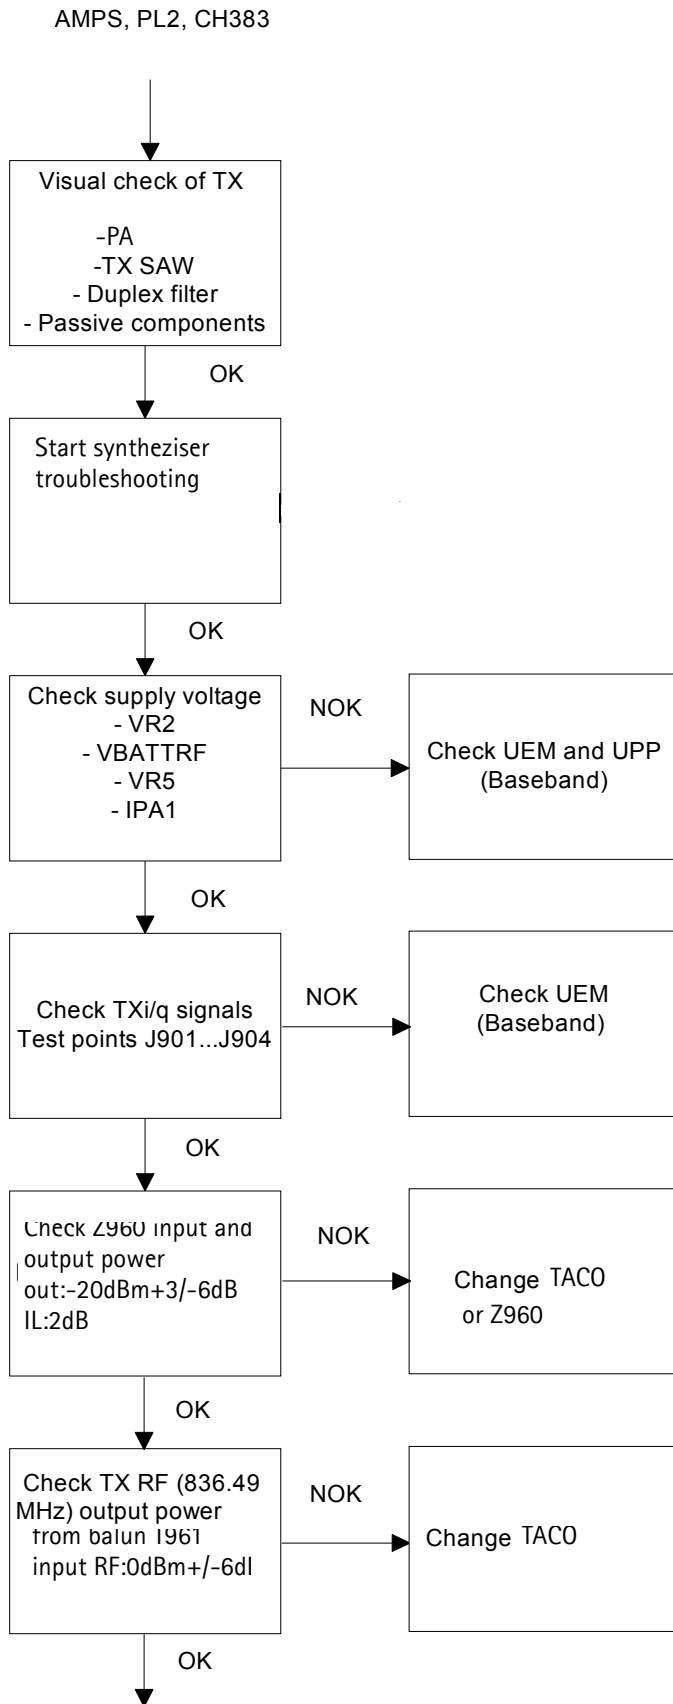 AMPS, PL2, CH383
Visual check of TX
-PA
-TX SAW
- Duplex filter
- Passive components
OK
Start syntheziser
troubleshooting
OK
Check supply voltage
- VR2
- VBATTRF
- VR5
- IPA1
NOK
Check UEM and UPP
(Baseband)
OK
Check TXi/q signals
Test points J901...J904
NOK
Check UEM
(Baseband)
OK
Check Z960 input and
output power
out:-20dBm+3/-6dB
IL:2dB
NOK
Change TACO
or Z960
OK
Check TX RF (836.49
MHz) output power
from balun T961
input RF:0dBm+/-6d
NOK
Change TACO
OK